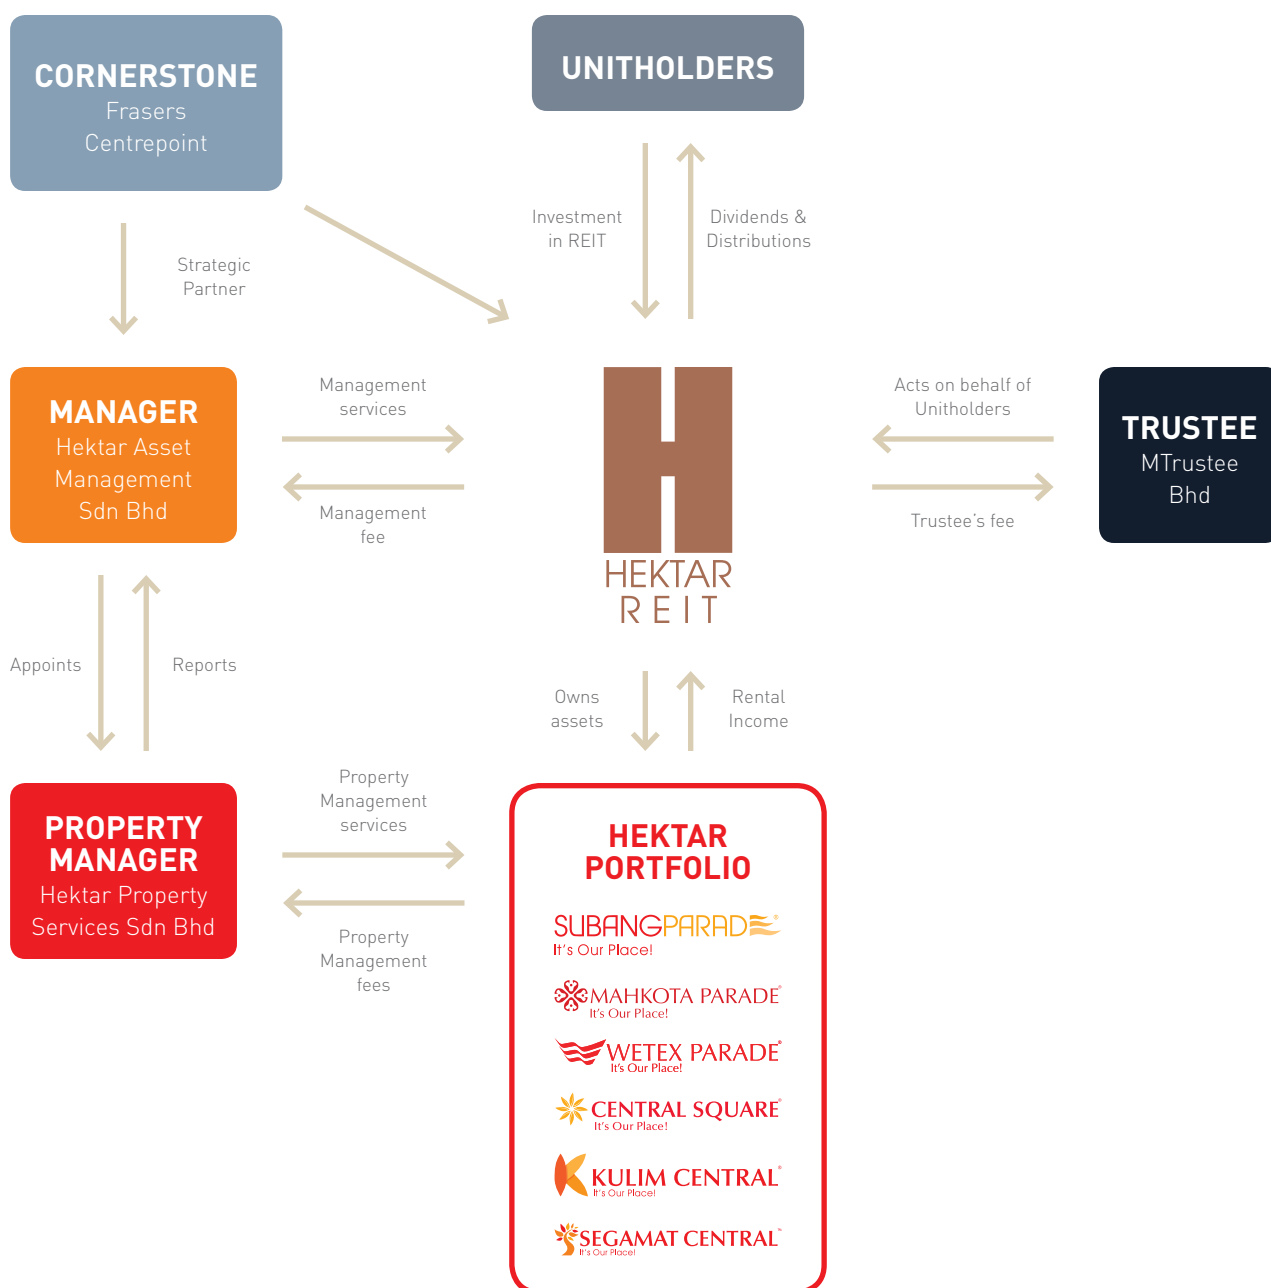 CORNERSTONE
Frasers
Centrepoint
UNITHOLDERS
Strategic
Partner
Investment
in REIT
Dividends &
Distributions
MANAGER
Hektar Asset
Management
Sdn Bhd
Management
services
Management
fee
HEKTAR
REIT
Acts on behalf of
Unitholders
Trustee's fee
TRUSTEE
MTrustee
Bhd
Appoints
Reports
Owns
assets
Rental
Income
PROPERTY
MANAGER
Hektar Property
Services Sdn Bhd
Property
Management
services
Property
Management
fees
HEKTAR
PORTFOLIO
SUBANGPARADE®
It's Our Place!
MAHKOTA PARADE®
It's Our Place!
WETEX PARADE®
It's Our Place!
CENTRAL SQUARE®
It's Our Place!
KULIM CENTRAL®
It's Our Place!
SEGAMAT CENTRAL
It's Our Place!